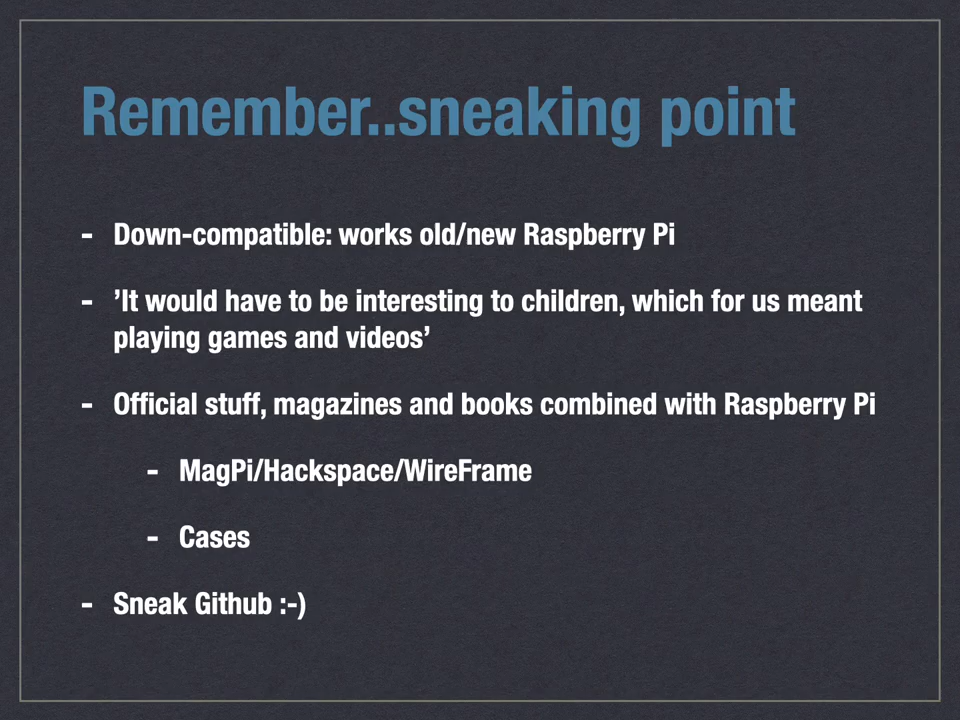 Remember..sneaking point
- Down-compatible: works old/new Raspberry Pi
- ’It would have to be interesting to children, which for us meant
playing games and videos’
- Official stuff, magazines and books combined with Raspberry Pi
- MagPi/Hackspace/WireFrame
- Cases
- Sneak Github :-)